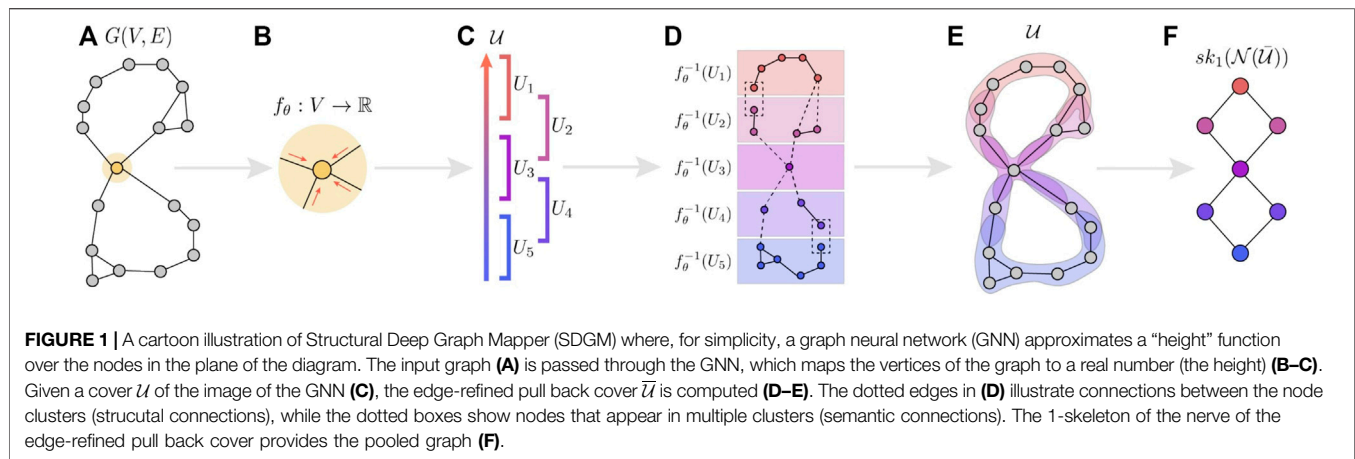 A G(V, E)
B
f_θ : V → ℝ
C 𝒰
U_1
U_2
U_3
U_4
U_5
D
f_θ^{-1}(U_1)
f_θ^{-1}(U_2)
f_θ^{-1}(U_3)
f_θ^{-1}(U_4)
f_θ^{-1}(U_5)
E 𝒰
F
sk_1(𝒩(𝒰̄))
FIGURE 1 | A cartoon illustration of Structural Deep Graph Mapper (SDGM) where, for simplicity, a graph neural network (GNN) approximates a “height” function
over the nodes in the plane of the diagram. The input graph (A) is passed through the GNN, which maps the vertices of the graph to a real number (the height) (B–C).
Given a cover 𝒰 of the image of the GNN (C), the edge-refined pull back cover 𝒰̅ is computed (D–E). The dotted edges in (D) illustrate connections between the node
clusters (strucutal connections), while the dotted boxes show nodes that appear in multiple clusters (semantic connections). The 1-skeleton of the nerve of the
edge-refined pull back cover provides the pooled graph (F).